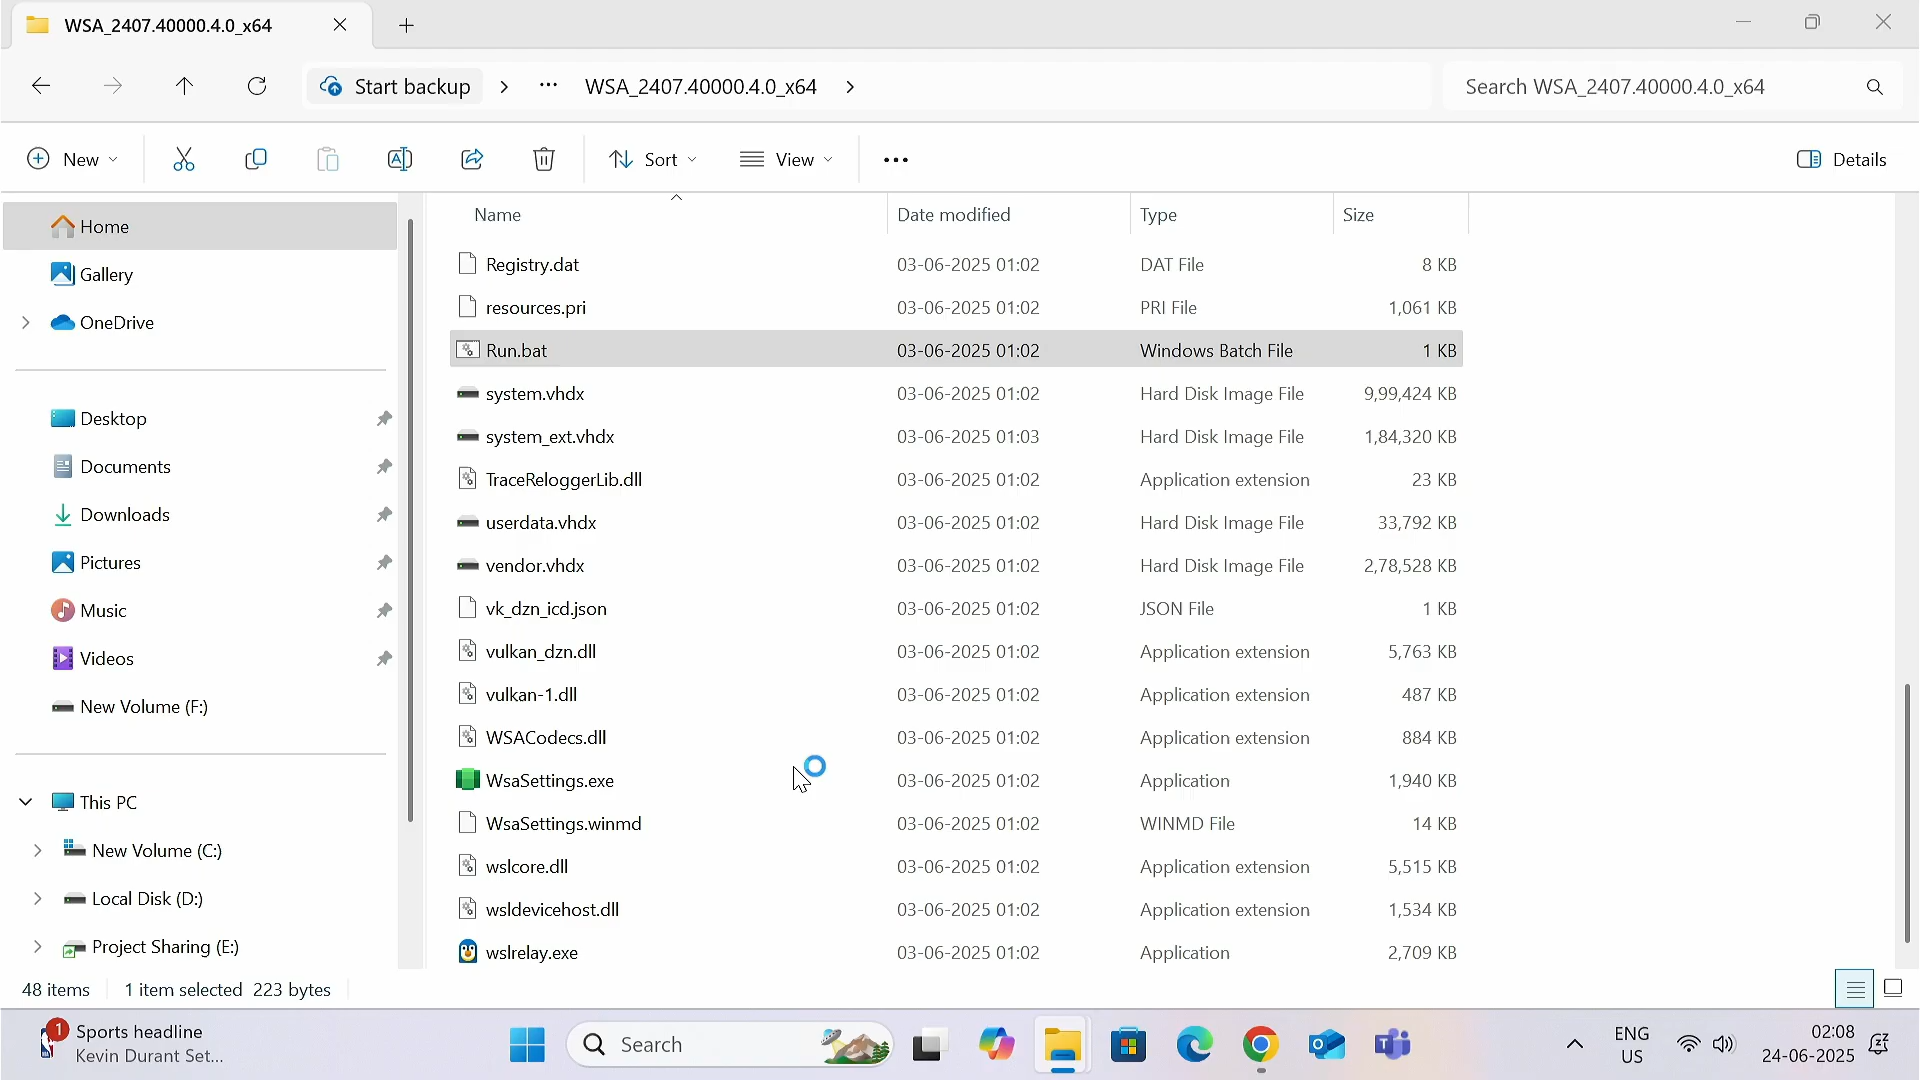 WSA_2407.40000.4.0_x64
Start backup
WSA_2407.40000.4.0_x64
Search WSA_2407.40000.4.0_x64
New
Sort
View
Details
Name Date modified Type Size
Home
Gallery
OneDrive
Desktop
Documents
Downloads
Pictures
Music
Videos
New Volume (F:)
This PC
New Volume (C:)
Local Disk (D:)
Project Sharing (E:)
Registry.dat 03-06-2025 01:02 DAT File 8 KB
resources.pri 03-06-2025 01:02 PRI File 1,061 KB
Run.bat 03-06-2025 01:02 Windows Batch File 1 KB
system.vhdx 03-06-2025 01:02 Hard Disk Image File 9,99,424 KB
system_ext.vhdx 03-06-2025 01:03 Hard Disk Image File 1,84,320 KB
TraceReloggerLib.dll 03-06-2025 01:02 Application extension 23 KB
userdata.vhdx 03-06-2025 01:02 Hard Disk Image File 33,792 KB
vendor.vhdx 03-06-2025 01:02 Hard Disk Image File 2,78,528 KB
vk_dzn_icd.json 03-06-2025 01:02 JSON File 1 KB
vulkan_dzn.dll 03-06-2025 01:02 Application extension 5,763 KB
vulkan-1.dll 03-06-2025 01:02 Application extension 487 KB
WSACodecs.dll 03-06-2025 01:02 Application extension 884 KB
WsaSettings.exe 03-06-2025 01:02 Application 1,940 KB
WsaSettings.winmd 03-06-2025 01:02 WINMD File 14 KB
wslcore.dll 03-06-2025 01:02 Application extension 5,515 KB
wsldevicehost.dll 03-06-2025 01:02 Application extension 1,534 KB
wslrelay.exe 03-06-2025 01:02 Application 2,709 KB
48 items 1 item selected 223 bytes
1
Sports headline
Kevin Durant Set...
Search
ENG
US
02:08
24-06-2025